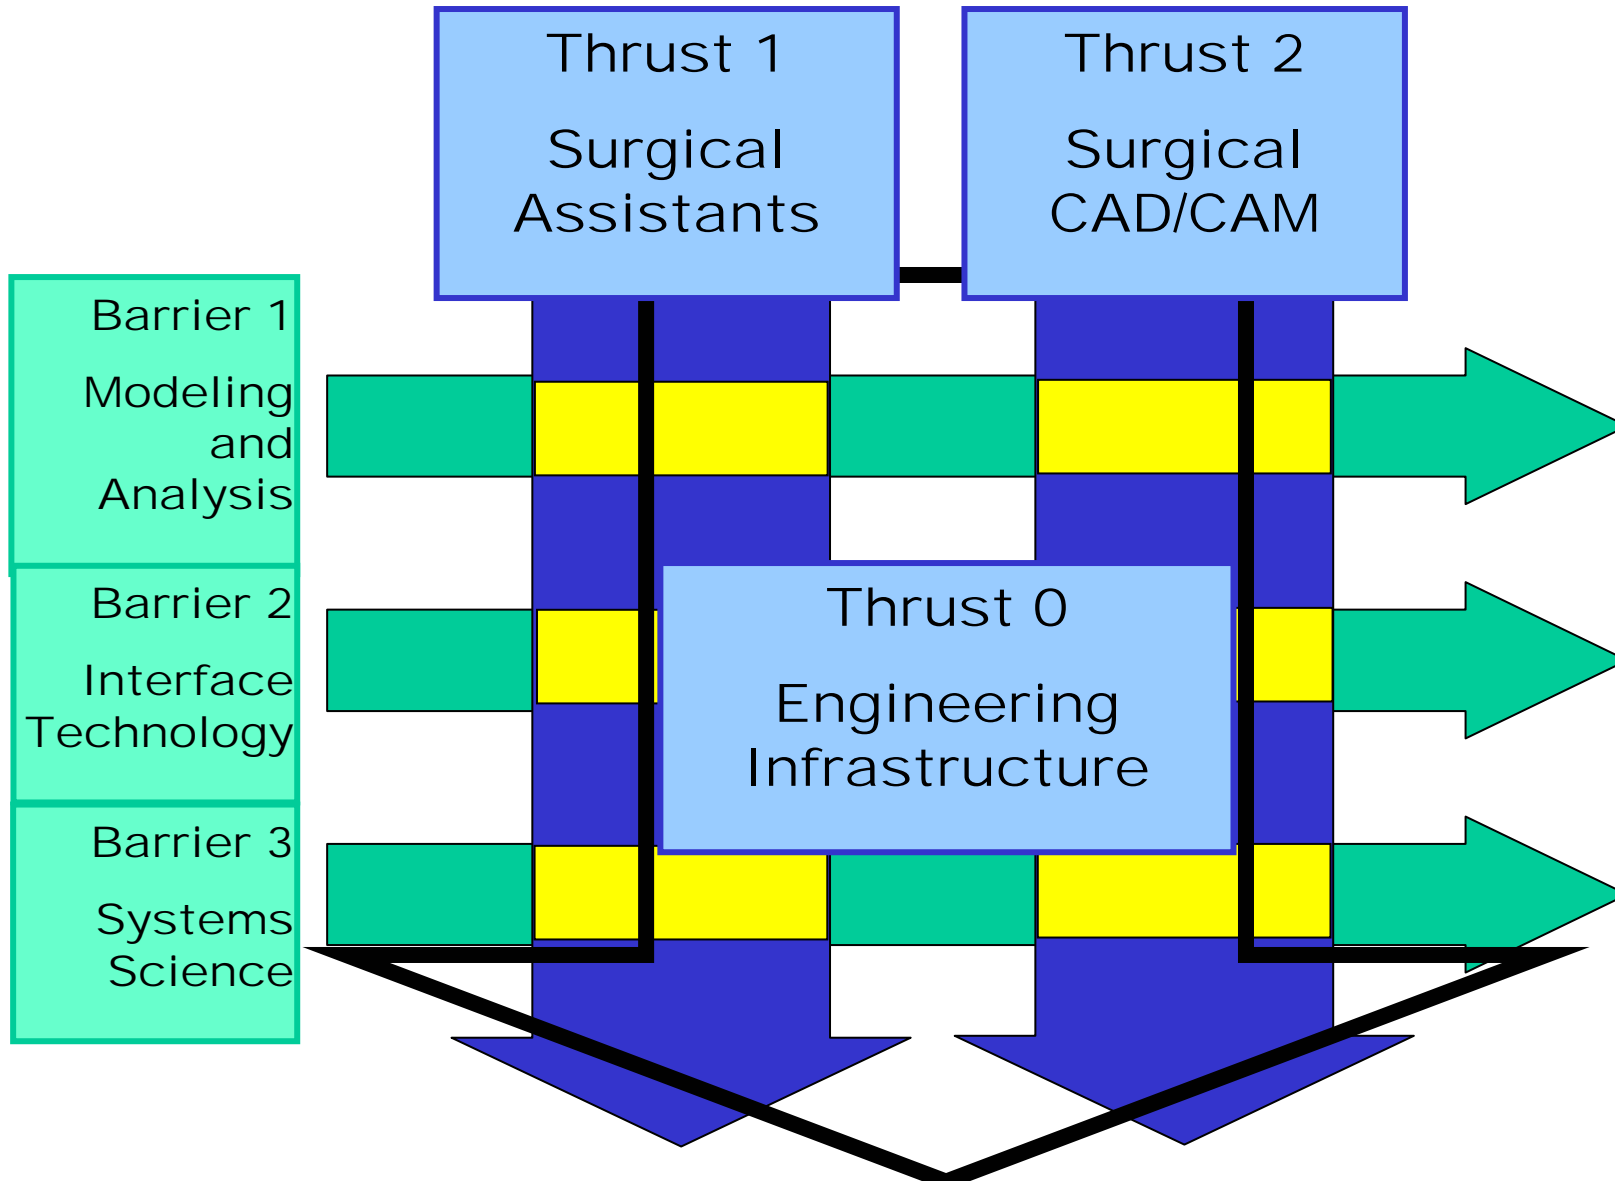 Thrust 1
Surgical
Assistants
Thrust 2
Surgical
CAD/CAM
Barrier 1
Modeling
and
Analysis
Barrier 2
Interface
Technology
Thrust 0
Engineering
Infrastructure
Barrier 3
Systems
Science